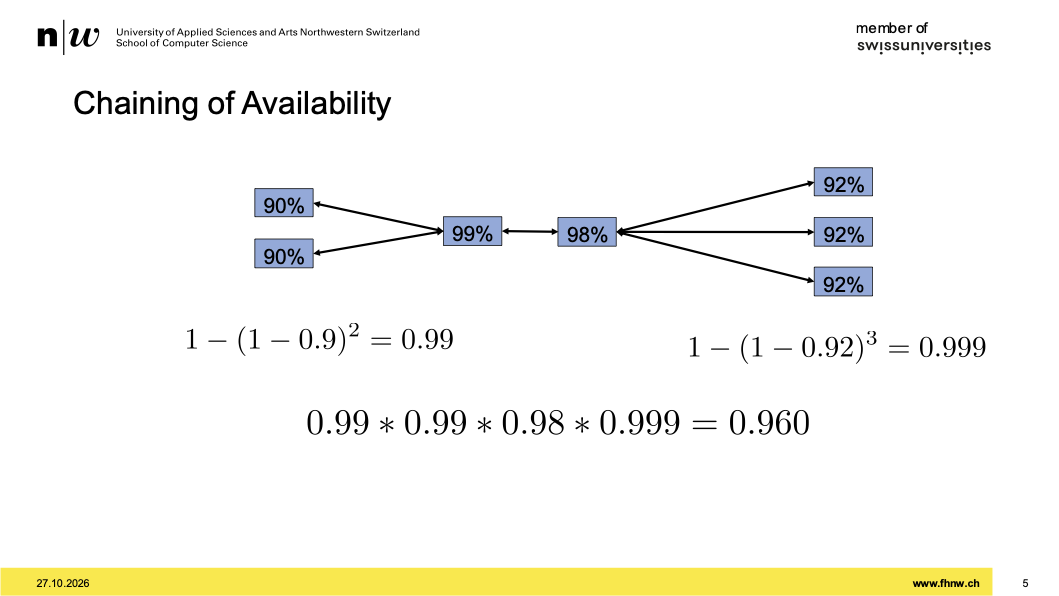 n|w University of Applied Sciences and Arts Northwestern Switzerland
School of Computer Science
member of
swissuniversities
Chaining of Availability
92%
90%
99%
98%
92%
90%
92%
1 − (1 − 0.9)² = 0.99
1 − (1 − 0.92)³ = 0.999
0.99 ∗ 0.99 ∗ 0.98 ∗ 0.999 = 0.960
27.10.2026
www.fhnw.ch
5